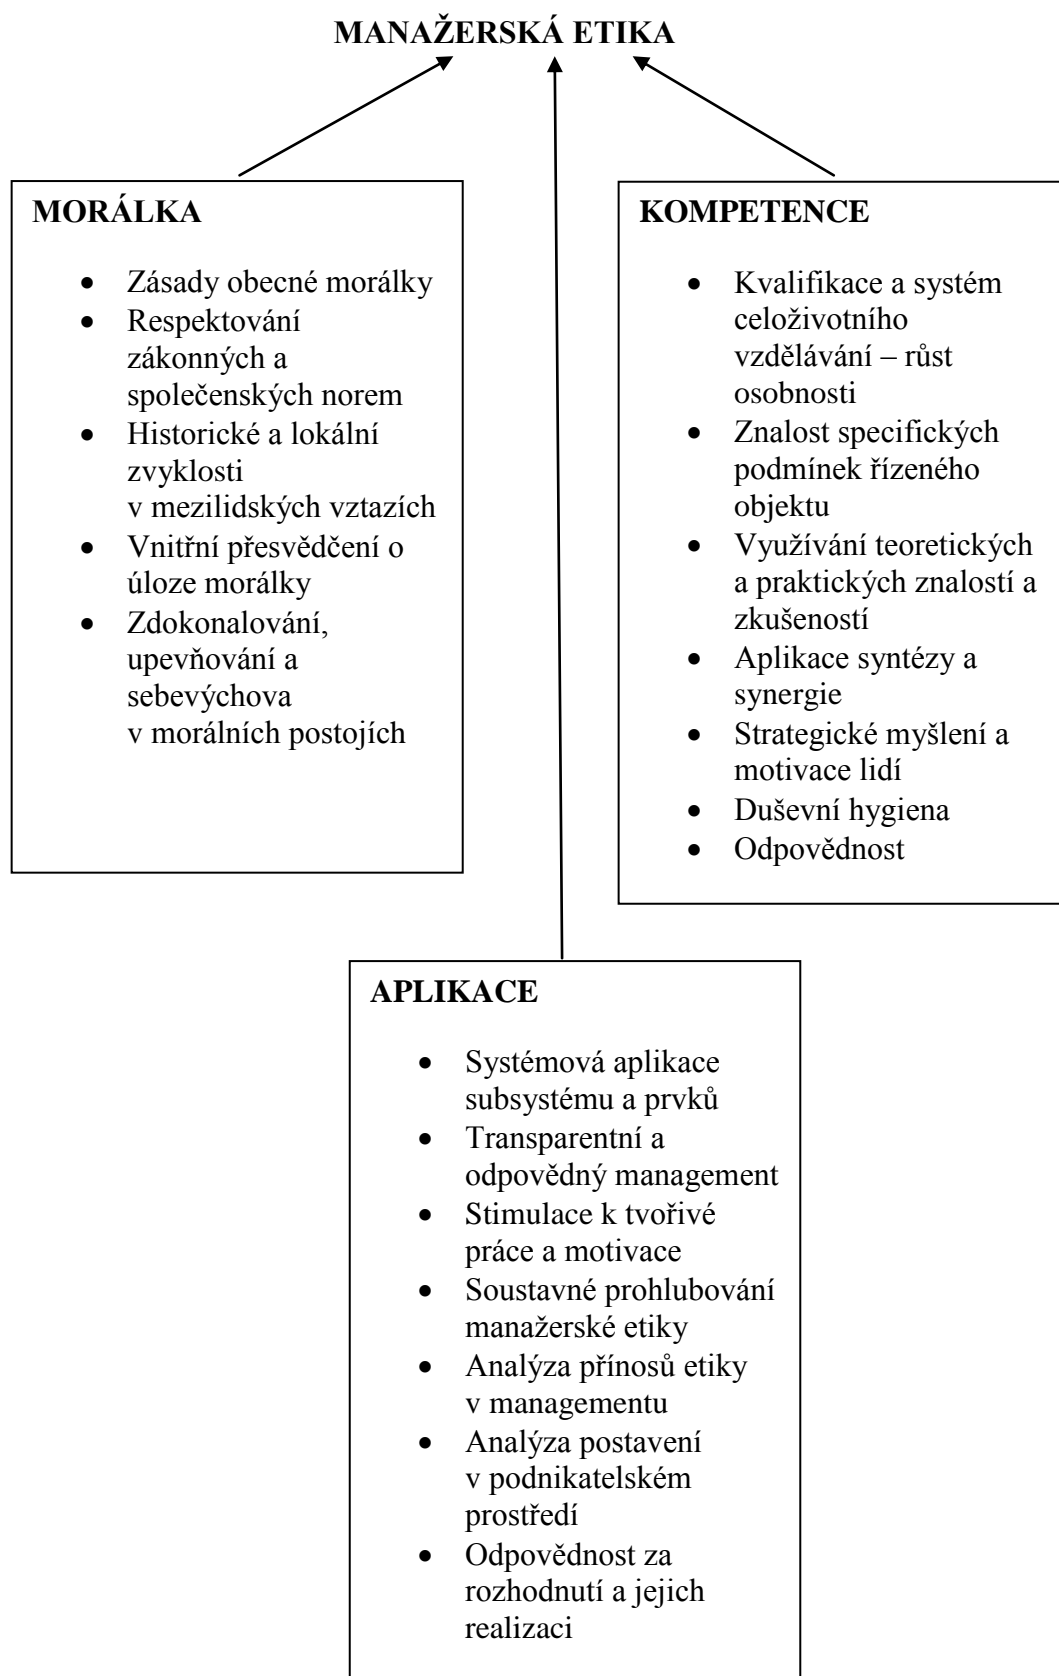 MANAŽERSKÁ ETIKA
MORÁLKA
• Zásady obecné morálky
• Respektování
zákonných a
společenských norem
• Historické a lokální
zvyklosti
v mezilidských vztazích
• Vnitřní přesvědčení o
úloze morálky
• Zdokonalování,
upevňování a
sebevýchova
v morálních postojích
KOMPETENCE
• Kvalifikace a systém
celoživotního
vzdělávání – růst
osobnosti
• Znalost specifických
podmínek řízeného
objektu
• Využívání teoretických
a praktických znalostí a
zkušeností
• Aplikace syntézy a
synergie
• Strategické myšlení a
motivace lidí
• Duševní hygiena
• Odpovědnost
APLIKACE
• Systémová aplikace
subsystému a prvků
• Transparentní a
odpovědný management
• Stimulace k tvořivé
práce a motivace
• Soustavné prohlubování
manažerské etiky
• Analýza přínosů etiky
v managementu
• Analýza postavení
v podnikatelském
prostředí
• Odpovědnost za
rozhodnutí a jejich
realizaci